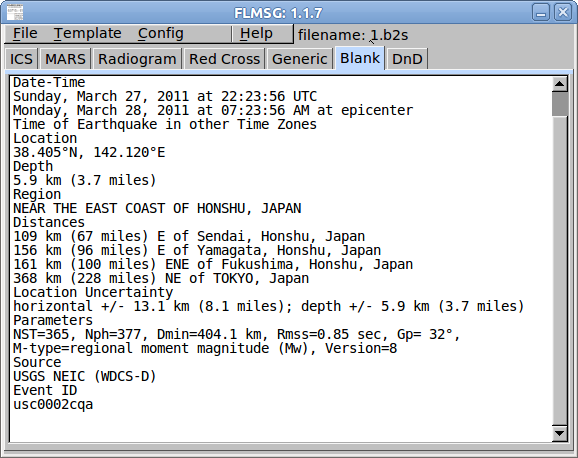 FLMSG: 1.1.7
File Template Config Help filename: 1.b2s
ICS MARS Radiogram Red Cross Generic Blank DnD
Date-Time
Sunday, March 27, 2011 at 22:23:56 UTC
Monday, March 28, 2011 at 07:23:56 AM at epicenter
Time of Earthquake in other Time Zones
Location
38.405°N, 142.120°E
Depth
5.9 km (3.7 miles)
Region
NEAR THE EAST COAST OF HONSHU, JAPAN
Distances
109 km (67 miles) E of Sendai, Honshu, Japan
156 km (96 miles) E of Yamagata, Honshu, Japan
161 km (100 miles) ENE of Fukushima, Honshu, Japan
368 km (228 miles) NE of TOKYO, Japan
Location Uncertainty
horizontal +/- 13.1 km (8.1 miles); depth +/- 5.9 km (3.7 miles)
Parameters
NST=365, Nph=377, Dmin=404.1 km, Rmss=0.85 sec, Gp= 32°,
M-type=regional moment magnitude (Mw), Version=8
Source
USGS NEIC (WDCS-D)
Event ID
usc0002cqa